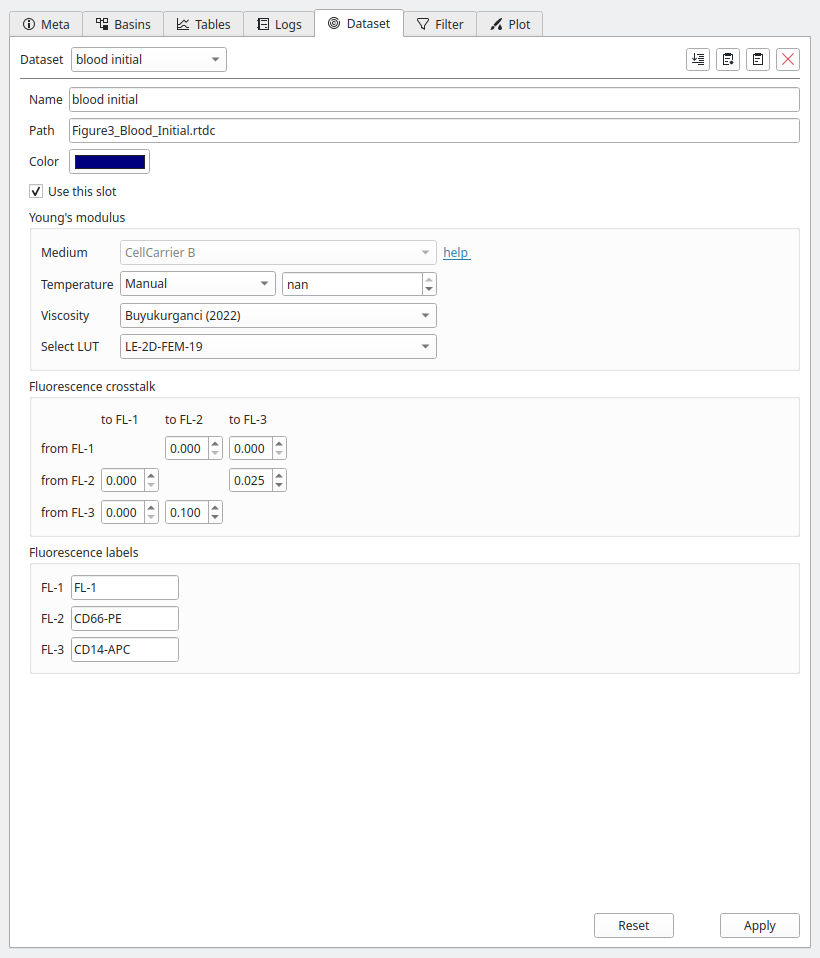 Meta Basins Tables Logs Dataset Filter Plot
Dataset blood initial
Name blood initial
Path Figure3_Blood_Initial.rtdc
Color
Use this slot
Young's modulus
Medium CellCarrier B help
Temperature Manual nan
Viscosity Buyukurganci (2022)
Select LUT LE-2D-FEM-19
Fluorescence crosstalk
to FL-1 to FL-2 to FL-3
from FL-1 0.000 0.000
from FL-2 0.000 0.025
from FL-3 0.000 0.100
Fluorescence labels
FL-1 FL-1
FL-2 CD66-PE
FL-3 CD14-APC
Reset Apply